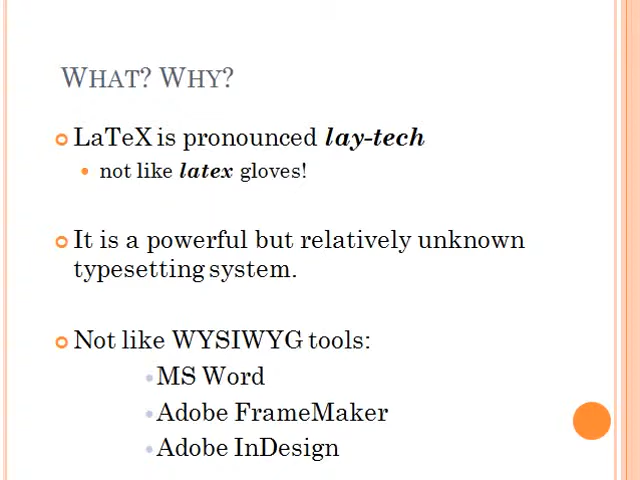 WHAT? WHY?
LaTeX is pronounced lay-tech
not like latex gloves!
It is a powerful but relatively unknown
typesetting system.
Not like WYSIWYG tools:
MS Word
Adobe FrameMaker
Adobe InDesign